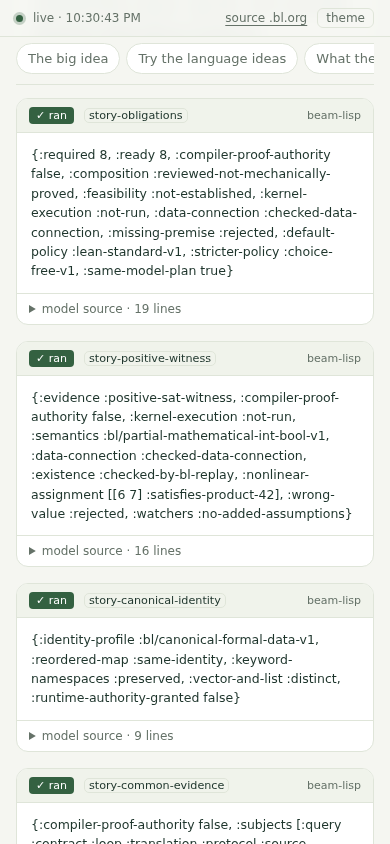 live · 10:30:43 PM
source .bl.org
theme
The big idea
Try the language ideas
What the
✓ ran
story-obligations
beam-lisp
{:required 8, :ready 8, :compiler-proof-authority
false, :composition :reviewed-not-mechanically-
proved, :feasibility :not-established, :kernel-
execution :not-run, :data-connection :checked-data-
connection, :missing-premise :rejected, :default-
policy :lean-standard-v1, :stricter-policy :choice-
free-v1, :same-model-plan true}
▶ model source · 19 lines
✓ ran
story-positive-witness
beam-lisp
{:evidence :positive-sat-witness, :compiler-proof-
authority false, :kernel-execution :not-run,
:semantics :bl/partial-mathematical-int-bool-v1,
:data-connection :checked-data-connection,
:existence :checked-by-bl-replay, :nonlinear-
assignment [[6 7] :satisfies-product-42], :wrong-
value :rejected, :watchers :no-added-assumptions}
▶ model source · 16 lines
✓ ran
story-canonical-identity
beam-lisp
{:identity-profile :bl/canonical-formal-data-v1,
:reordered-map :same-identity, :keyword-
namespaces :preserved, :vector-and-list :distinct,
:runtime-authority-granted false}
▶ model source · 9 lines
✓ ran
story-common-evidence
beam-lisp
{:compiler-proof-authority false, :subjects [:query
:contract :loop :translation :protocol :source